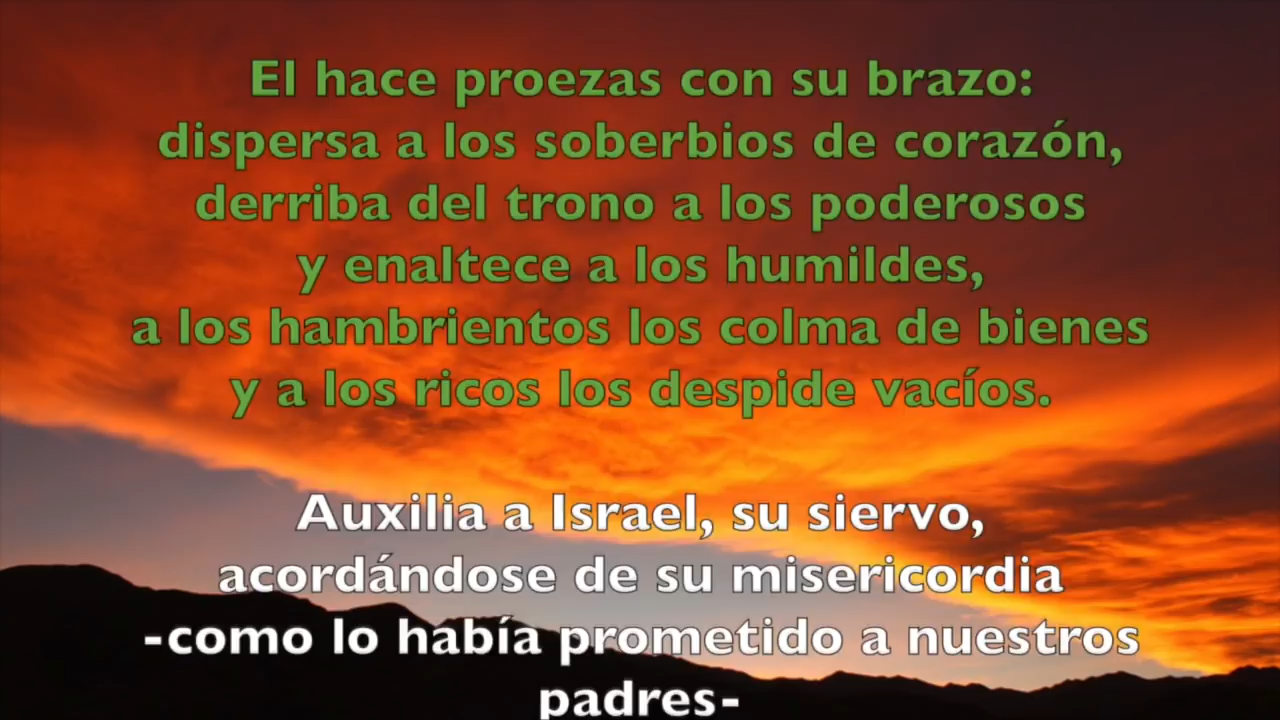 El hace proezas con su brazo:
dispersa a los soberbios de corazón,
derriba del trono a los poderosos
y enaltece a los humildes,
a los hambrientos los colma de bienes
y a los ricos los despide vacíos.
Auxilia a Israel, su siervo,
acordándose de su misericordia
-como lo había prometido a nuestros
padres-